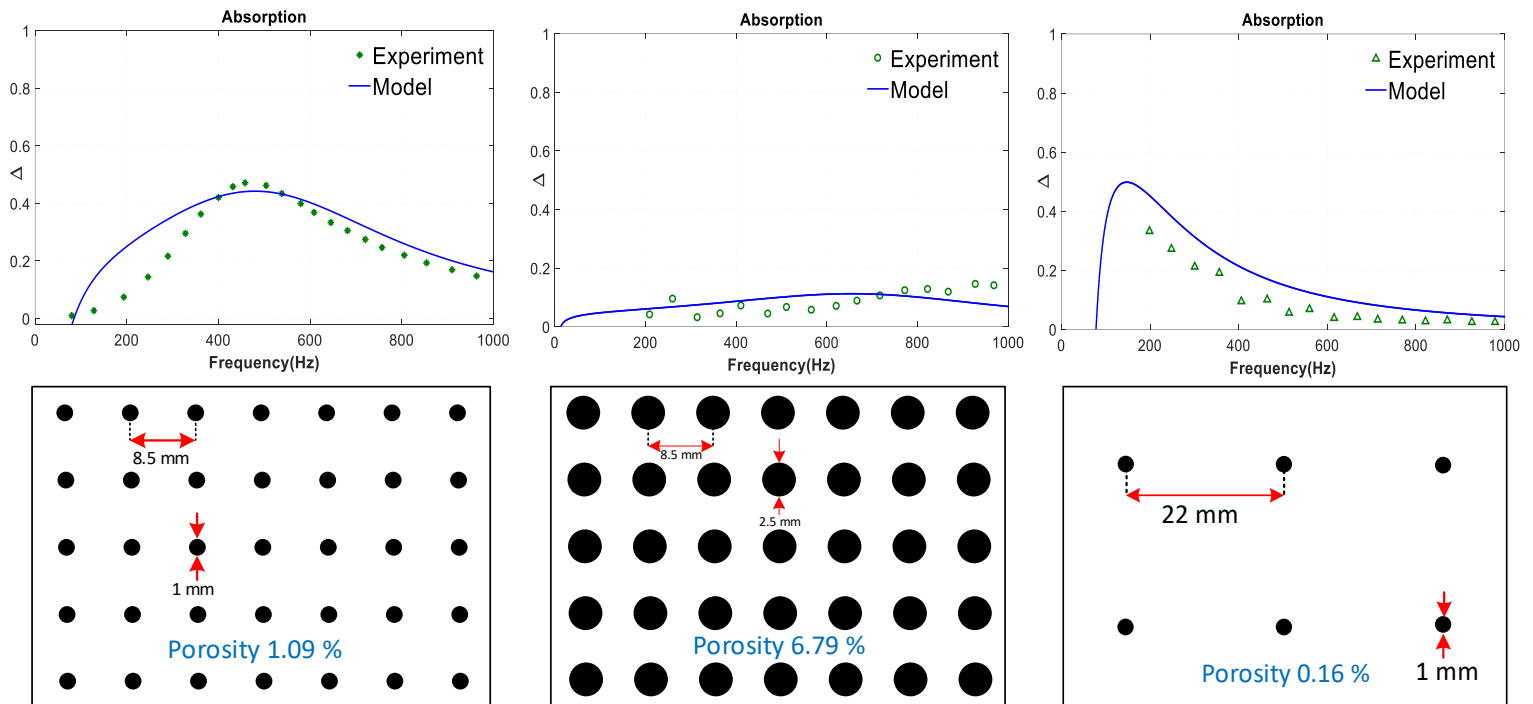 Absorption
Experiment
Model
1
0.8
0.6
0.4
0.2
0
Δ
0
200
400
600
800
1000
Frequency(Hz)
Absorption
Experiment
Model
1
0.8
0.6
0.4
0.2
0
Δ
0
200
400
600
800
1000
Frequency(Hz)
Absorption
Experiment
Model
1
0.8
0.6
0.4
0.2
0
Δ
0
200
400
600
800
1000
Frequency(Hz)
8.5 mm
1 mm
Porosity 1.09 %
8.5 mm
2.5 mm
Porosity 6.79 %
22 mm
Porosity 0.16 %
1 mm